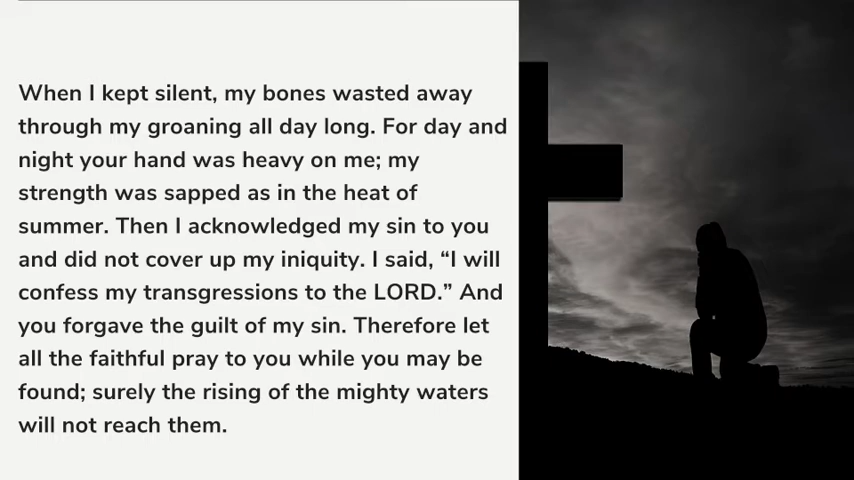 When I kept silent, my bones wasted away
through my groaning all day long. For day and
night your hand was heavy on me; my
strength was sapped as in the heat of
summer. Then I acknowledged my sin to you
and did not cover up my iniquity. I said, “I will
confess my transgressions to the LORD.” And
you forgave the guilt of my sin. Therefore let
all the faithful pray to you while you may be
found; surely the rising of the mighty waters
will not reach them.